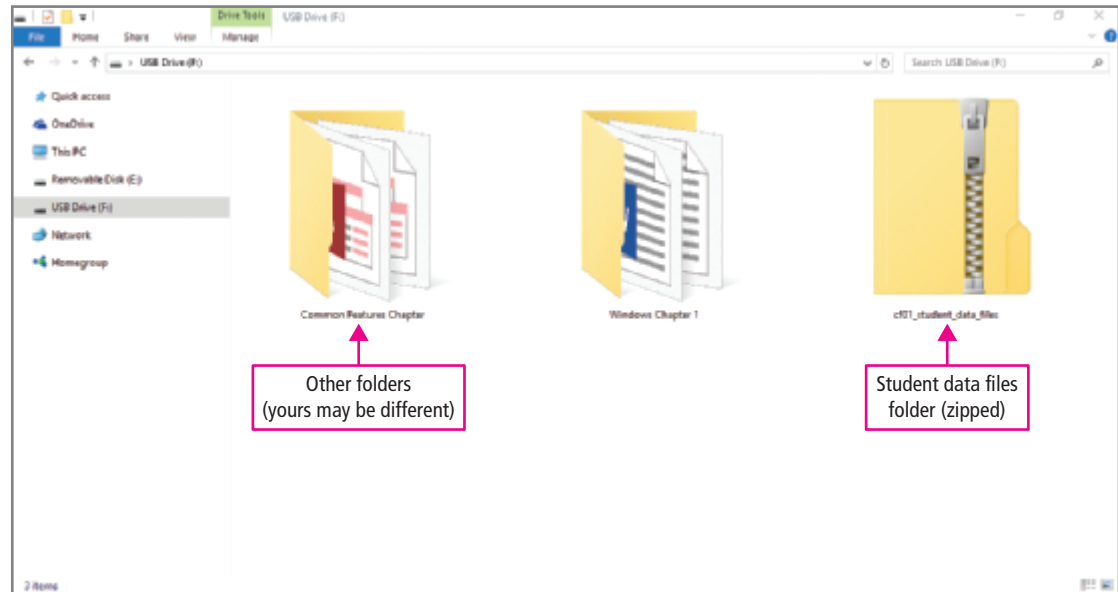 Drive Tools
USB Drive (F:)
File
Home
Share
View
Manage
USB Drive (F:)
Search USB Drive (F:)
Quick access
OneDrive
This PC
Removable Disk (E:)
USB Drive (F:)
Network
Homegroup
Common Features Chapter
Windows Chapter 1
cf01_student_data_files
Other folders
(yours may be different)
Student data files
folder (zipped)
3 items